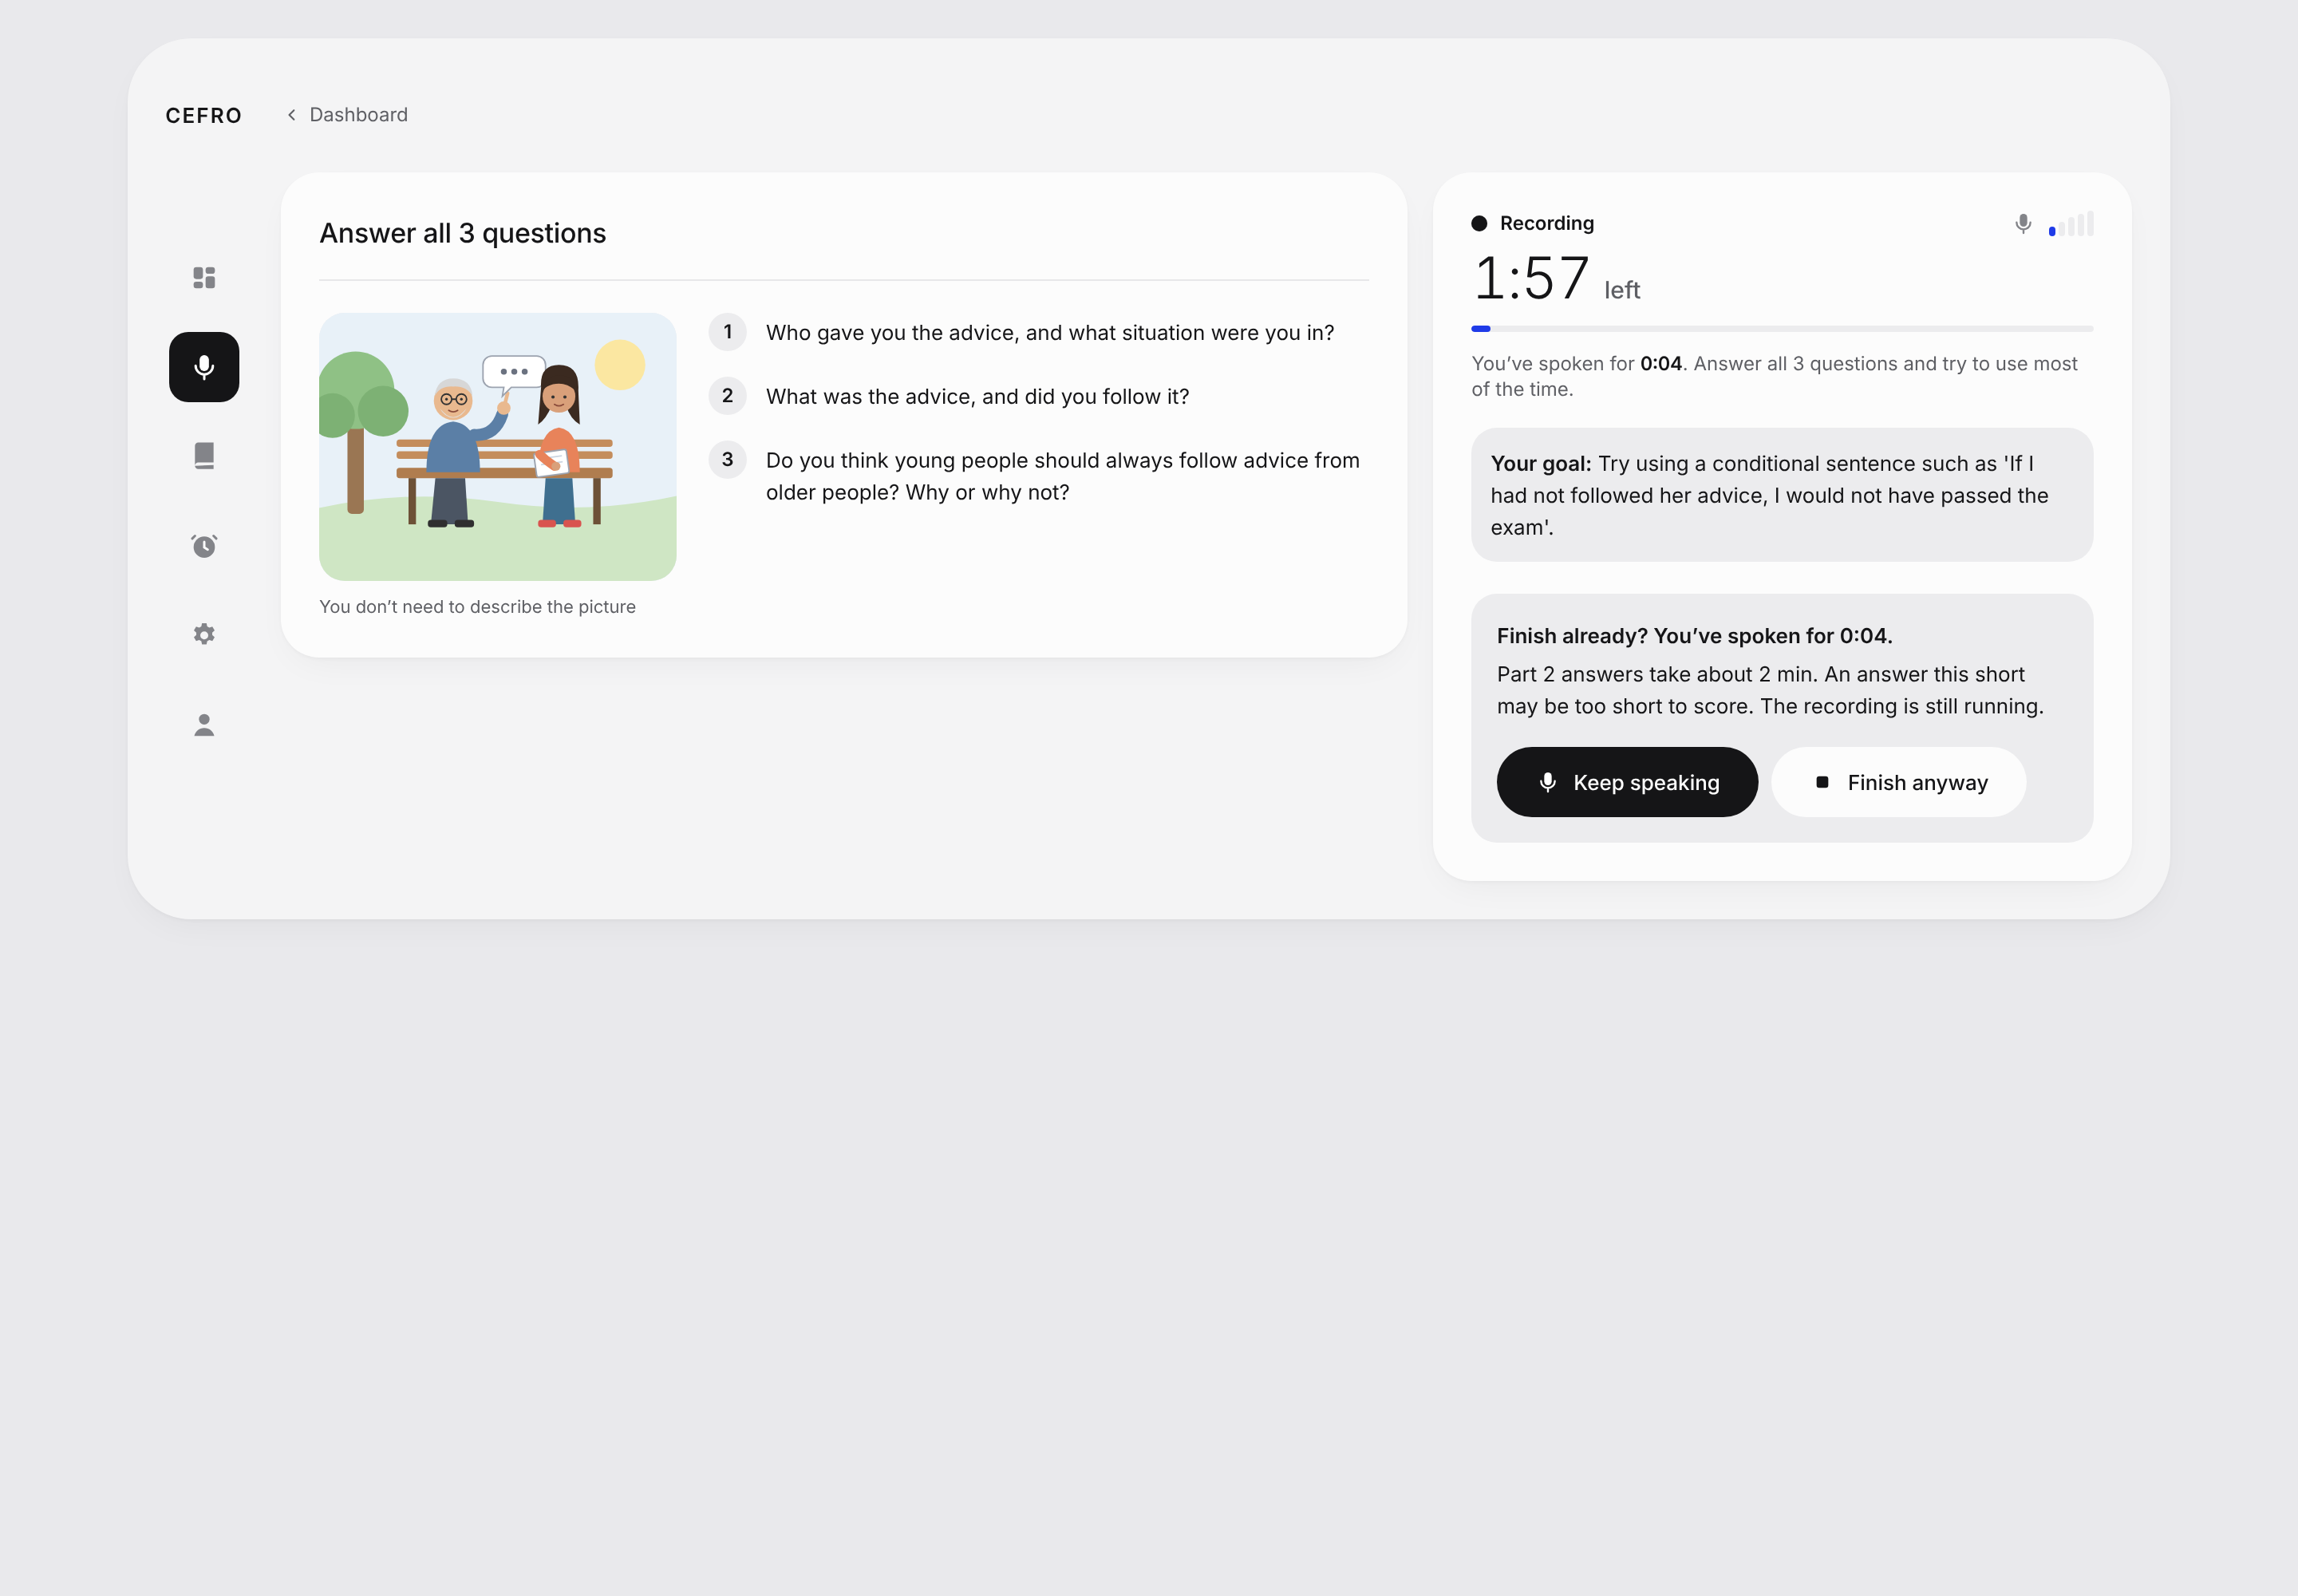 CEFRO
Dashboard
Answer all 3 questions
1 Who gave you the advice, and what situation were you in?
2 What was the advice, and did you follow it?
3 Do you think young people should always follow advice from
older people? Why or why not?
You don’t need to describe the picture
Recording
1:57 left
You’ve spoken for 0:04. Answer all 3 questions and try to use most
of the time.
Your goal: Try using a conditional sentence such as 'If I
had not followed her advice, I would not have passed the
exam'.
Finish already? You’ve spoken for 0:04.
Part 2 answers take about 2 min. An answer this short
may be too short to score. The recording is still running.
Keep speaking
Finish anyway